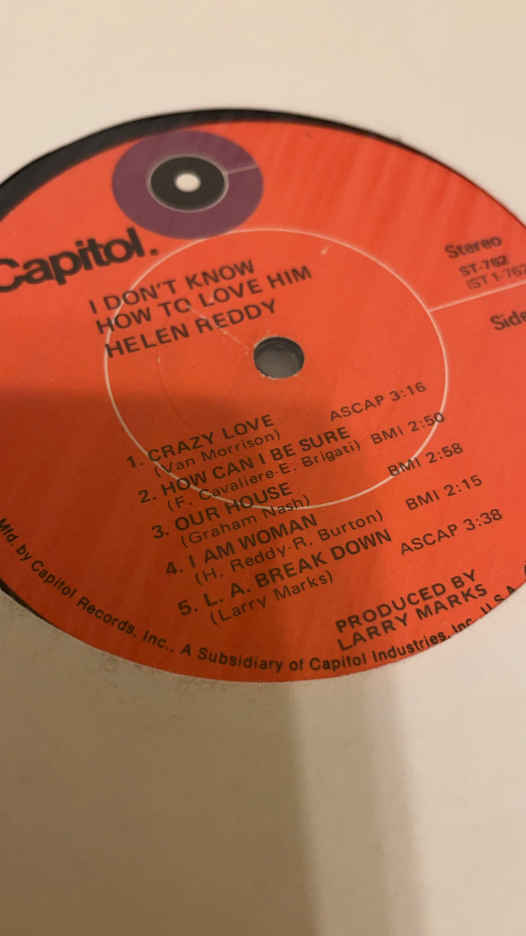 Capitol.
I DON'T KNOW
HOW TO LOVE HIM
HELEN REDDY
Stereo
ST-762
(ST 1-762
Side
1. CRAZY LOVE ASCAP 3:16
(Van Morrison)
2. HOW CAN I BE SURE BMI 2:50
(F. Cavaliere-E. Brigati)
3. OUR HOUSE BMI 2:58
(Graham Nash)
4. I AM WOMAN BMI 2:15
(H. Reddy-R. Burton)
5. L. A. BREAK DOWN ASCAP 3:38
(Larry Marks)
PRODUCED BY
LARRY MARKS
Mfd. by Capitol Records, Inc., A Subsidiary of Capitol Industries, Inc. U.S.A.